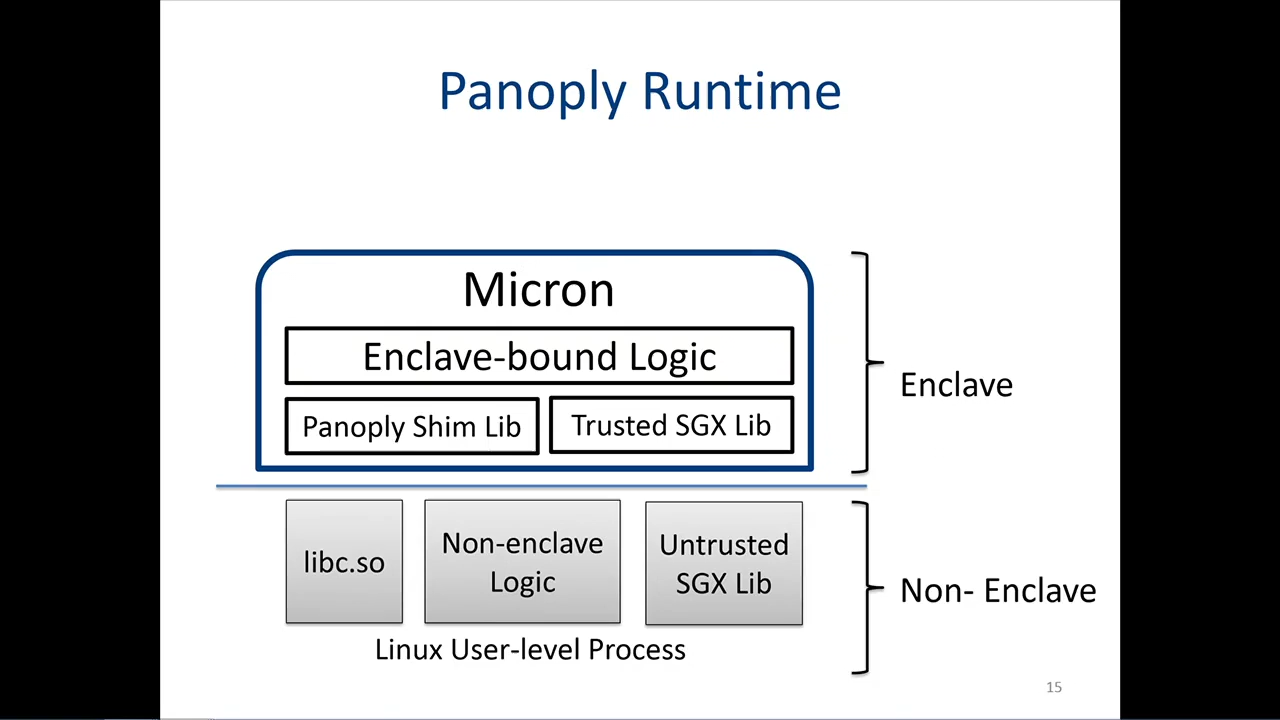 Panoply Runtime
Micron
Enclave-bound Logic
Panoply Shim Lib
Trusted SGX Lib
Enclave
libc.so
Non-enclave
Logic
Untrusted
SGX Lib
Non- Enclave
Linux User-level Process
15